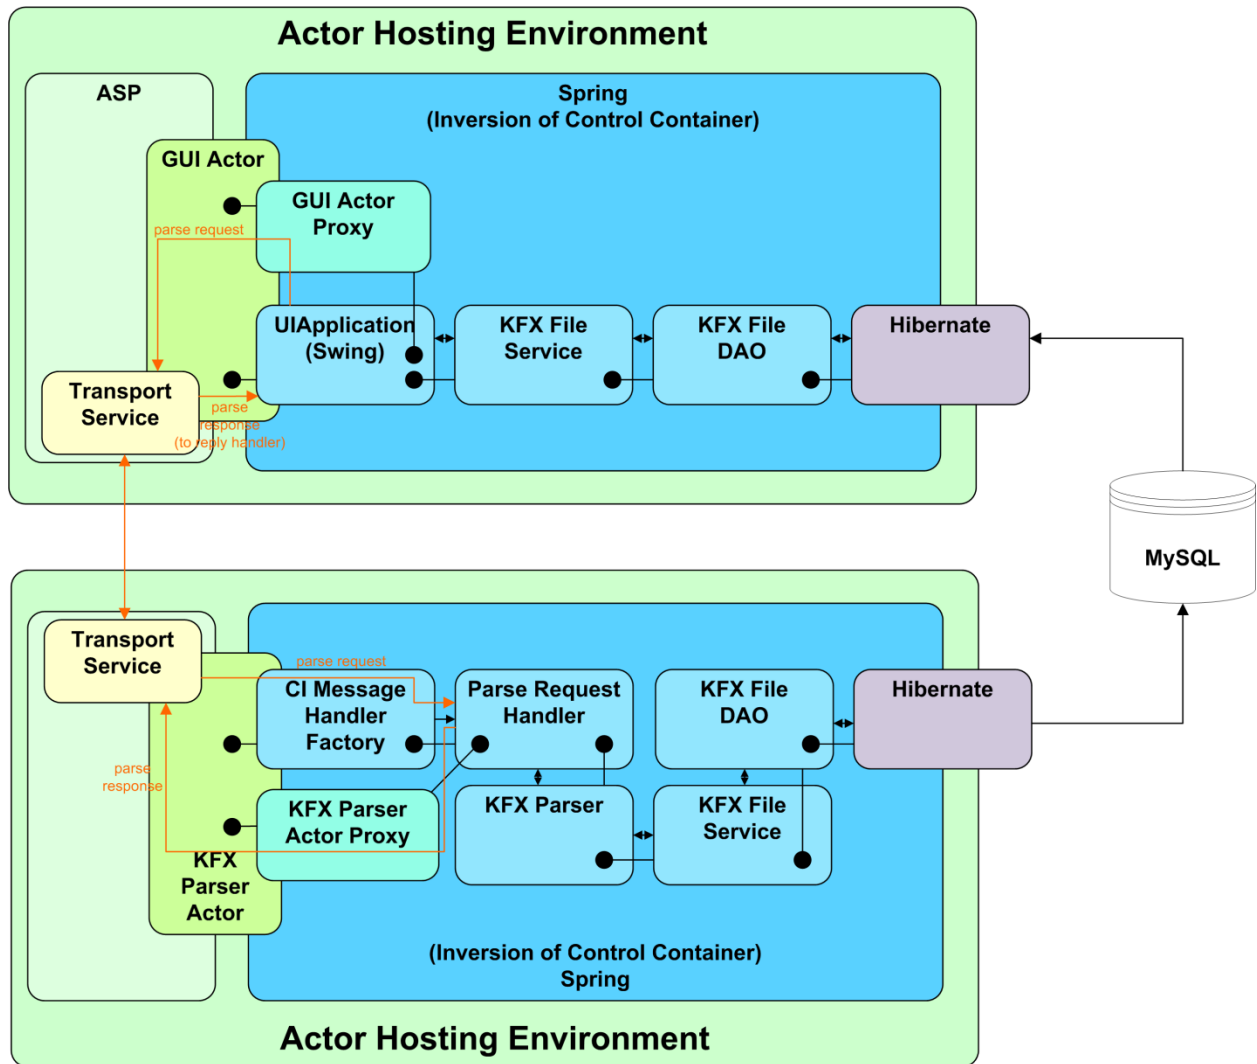 Actor Hosting Environment
ASP
Spring
(Inversion of Control Container)
GUI Actor
GUI Actor
Proxy
parse request
UIApplication
(Swing)
KFX File
Service
KFX File
DAO
Hibernate
Transport
Service
parse
response
(to reply handler)
MySQL
Transport
Service
parse request
CI Message
Handler
Factory
Parse Request
Handler
KFX File
DAO
Hibernate
parse
response
KFX Parser
Actor Proxy
KFX Parser
KFX File
Service
KFX
Parser
Actor
(Inversion of Control Container)
Spring
Actor Hosting Environment